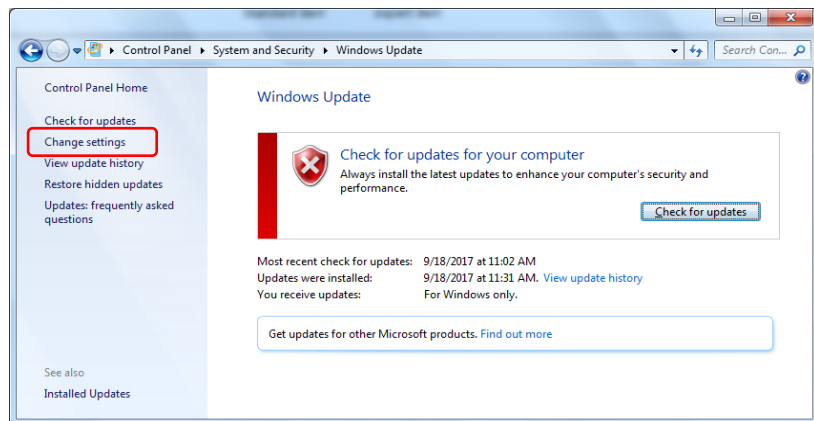 Control Panel ▸ System and Security ▸ Windows Update
Search Con...
Control Panel Home
Check for updates
Change settings
View update history
Restore hidden updates
Updates: frequently asked
questions
See also
Installed Updates
Windows Update
Check for updates for your computer
Always install the latest updates to enhance your computer's security and
performance.
Check for updates
Most recent check for updates: 9/18/2017 at 11:02 AM
Updates were installed: 9/18/2017 at 11:31 AM. View update history
You receive updates: For Windows only.
Get updates for other Microsoft products. Find out more